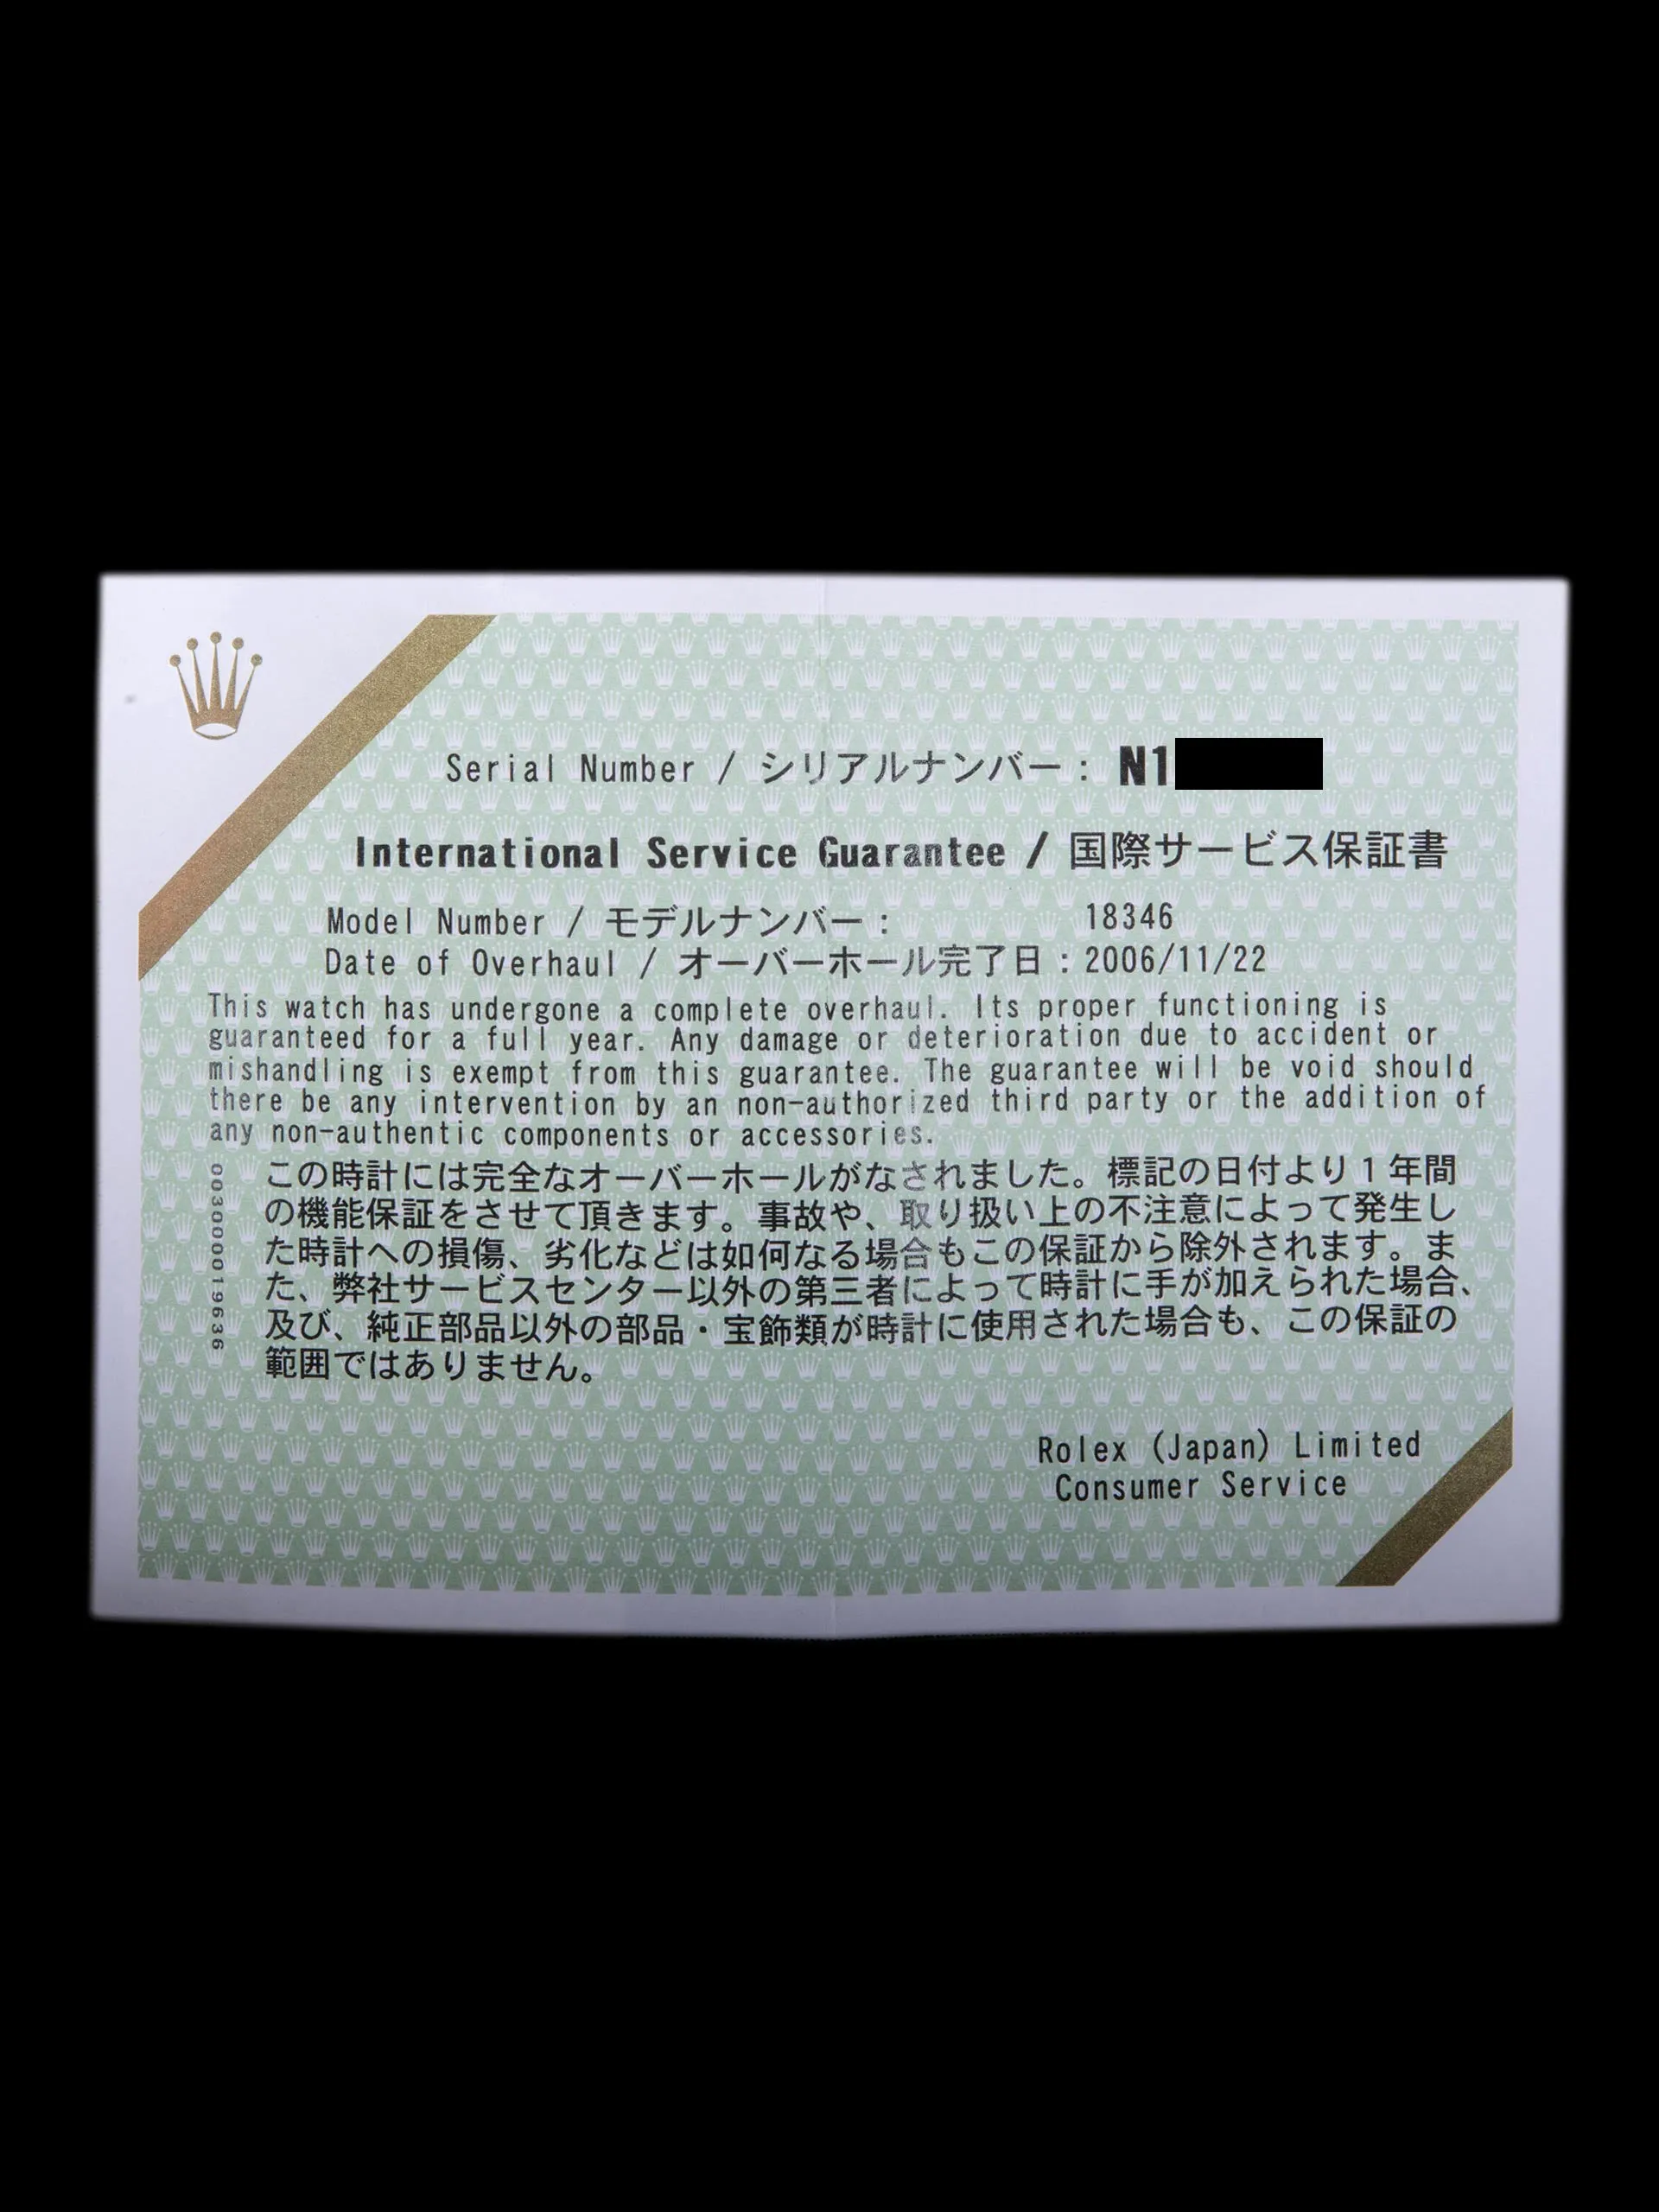 Serial Number / シリアルナンバー : N1
International Service Guarantee / 国際サービス保証書
Model Number / モデルナンバー : 18346
Date of Overhaul / オーバーホール完了日 : 2006/11/22
This watch has undergone a complete overhaul. Its proper functioning is
guaranteed for a full year. Any damage or deterioration due to accident or
mishandling is exempt from this guarantee. The guarantee will be void should
there be any intervention by an non-authorized third party or the addition of
any non-authentic components or accessories.
0030000019636
この時計には完全なオーバーホールがなされました。標記の日付より1年間
の機能保証をさせて頂きます。事故や、取り扱い上の不注意によって発生し
た時計への損傷、劣化などは如何なる場合もこの保証から除外されます。ま
た、弊社サービスセンター以外の第三者によって時計に手が加えられた場合、
及び、純正部品以外の部品・宝飾類が時計に使用された場合も、この保証の
範囲ではありません。
Rolex (Japan) Limited
Consumer Service